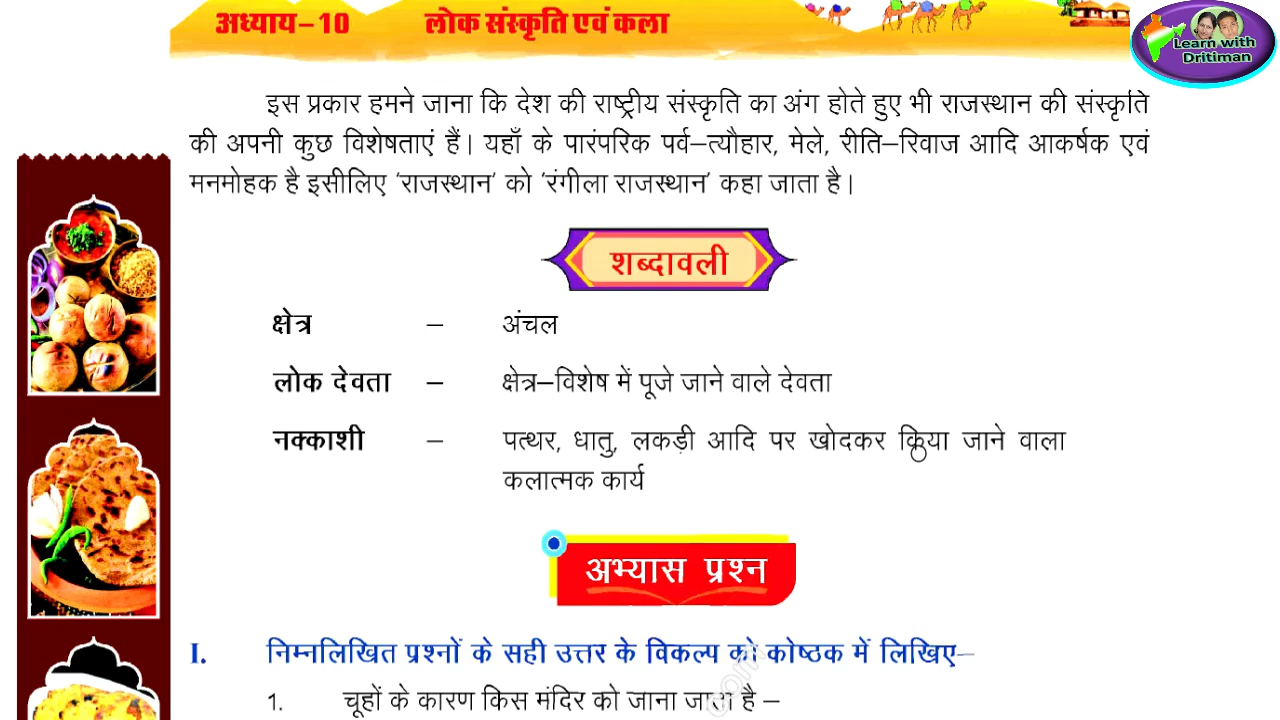 अध्याय–10 लोक संस्कृति एवं कला
Learn with
Dritiman
इस प्रकार हमने जाना कि देश की राष्ट्रीय संस्कृति का अंग होते हुए भी राजस्थान की संस्कृति
की अपनी कुछ विशेषताएं हैं। यहाँ के पारंपरिक पर्व–त्यौहार, मेले, रीति–रिवाज आदि आकर्षक एवं
मनमोहक है इसीलिए ‘राजस्थान’ को ‘रंगीला राजस्थान’ कहा जाता है।
शब्दावली
क्षेत्र – अंचल
लोक देवता – क्षेत्र–विशेष में पूजे जाने वाले देवता
नक्काशी – पत्थर, धातु, लकड़ी आदि पर खोदकर किया जाने वाला
कलात्मक कार्य
अभ्यास प्रश्न
I. निम्नलिखित प्रश्नों के सही उत्तर के विकल्प को कोष्ठक में लिखिए–
1. चूहों के कारण किस मंदिर को जाना जाता है –
com